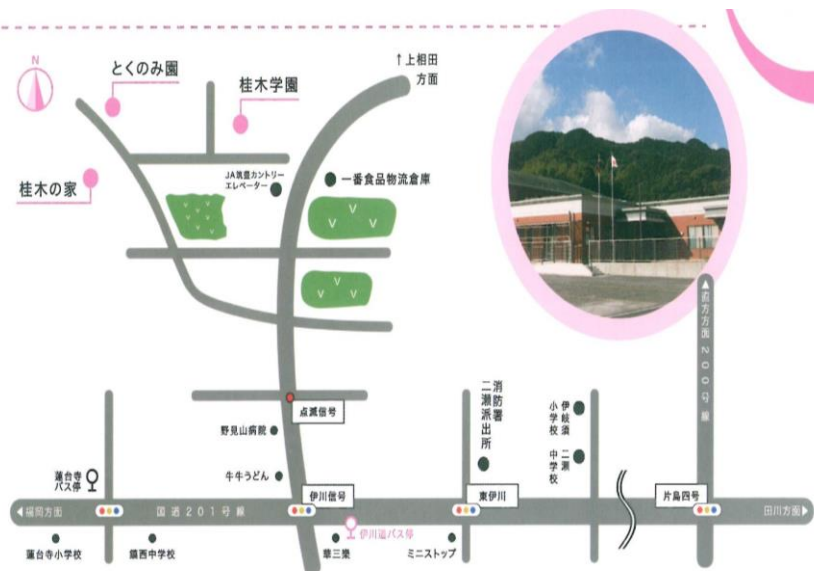 N
とくのみ園
桂木学園
↑上相田
方面
桂木の家
JA筑豊カントリー
エレベーター
一番食品物流倉庫
直方方面 200号線
点滅信号
消防署
二瀬派出所
伊岐須
小学校
二瀬
中学校
野見山病院
牛牛うどん
蓮台寺
バス停
伊川信号
東伊川
片島四号
福岡方面
国道201号線
田川方面
伊川道バス停
蓮台寺小学校
鎮西中学校
華三樂
ミニストップ